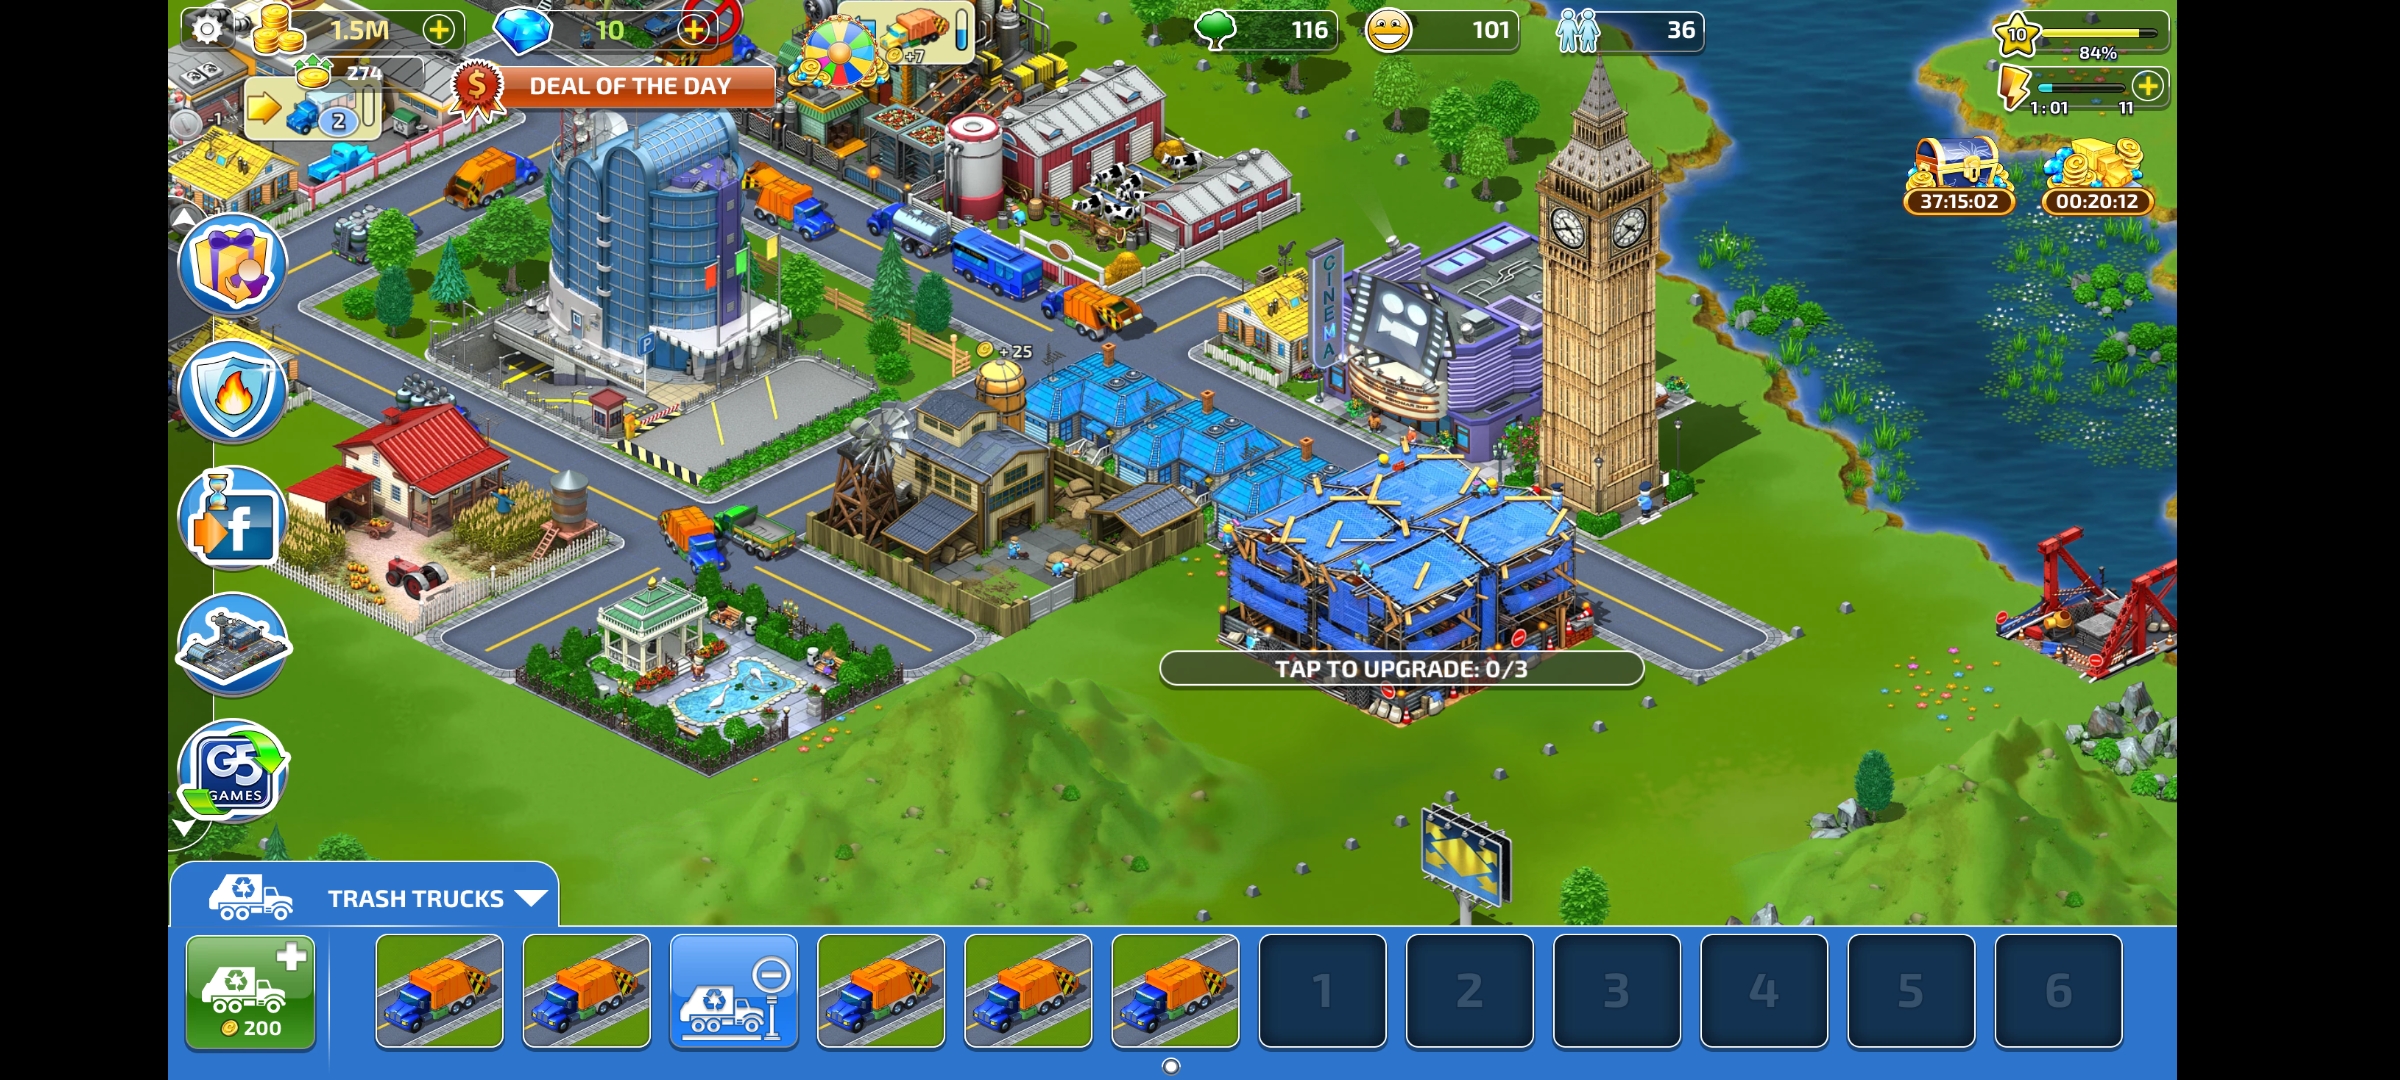 1.5M
10
+7
116
101
36
10
84%
274
DEAL OF THE DAY
1:01
11
-1
2
37:15:02
00:20:12
CINEMA
P
+25
f
TAP TO UPGRADE: 0/3
G5
GAMES
TRASH TRUCKS
200
1
2
3
4
5
6